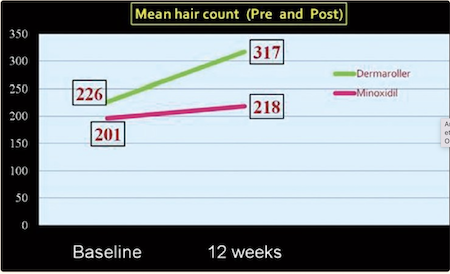 Mean hair count (Pre and Post)
350
300
250
200
150
100
50
0
226
201
317
218
Dermaroller
Minoxidil
Baseline
12 weeks